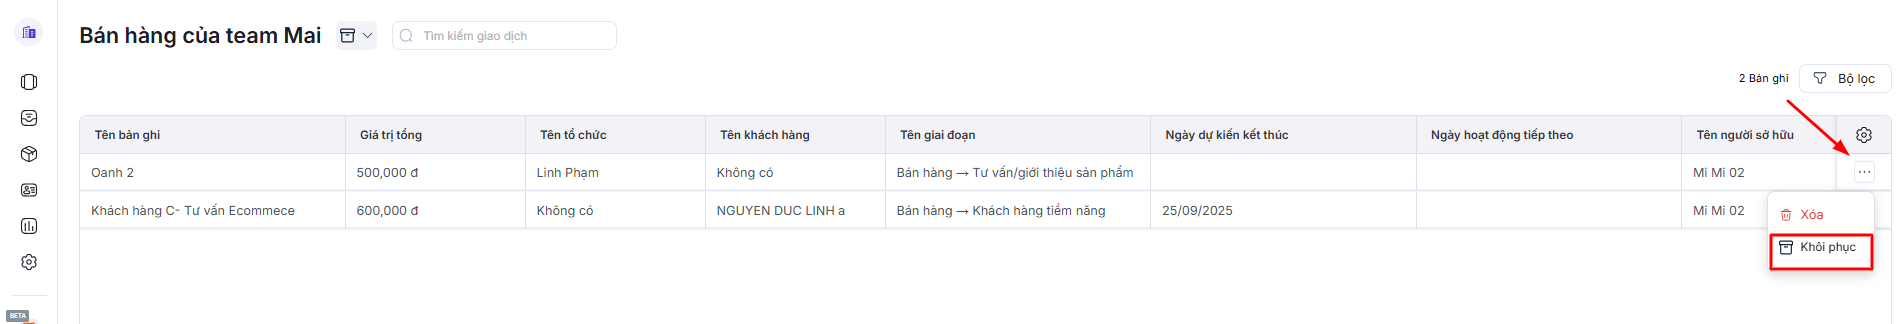 Bán hàng của team Mai
Tìm kiếm giao dịch
2 Bản ghi
Bộ lọc
Tên bản ghi Giá trị tổng Tên tổ chức Tên khách hàng Tên giai đoạn Ngày dự kiến kết thúc Ngày hoạt động tiếp theo Tên người sở hữu
Oanh 2 500,000 đ Linh Phạm Không có Bán hàng → Tư vấn/giới thiệu sản phẩm Mi Mi 02
Khách hàng C- Tư vấn Ecommece 600,000 đ Không có NGUYEN DUC LINH a Bán hàng → Khách hàng tiềm năng 25/09/2025 Mi Mi 02
Xóa
Khôi phục
BETA